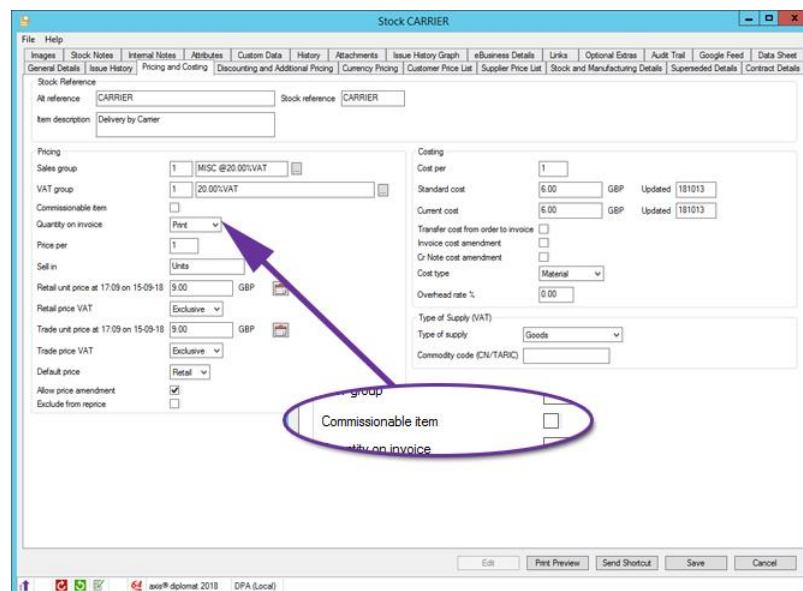 Stock CARRIER
File Help
Images Stock Notes Internal Notes Attributes Custom Data History Attachments Issue History Graph eBusiness Details Links Optional Extras Audit Trail Google Feed Data Sheet
General Details Issue History Pricing and Costing Discounting and Additional Pricing Currency Pricing Customer Price List Supplier Price List Stock and Manufacturing Details Superseded Details Contract Details
Stock Reference
Alt reference CARRIER Stock reference CARRIER
Item description Delivery by Carrier
Pricing
Sales group 1 MISC @20.00%VAT ...
VAT group 1 20.00%VAT ...
Commissionable item
Quantity on invoice Print
Price per 1
Sell in Units
Retail unit price at 17:09 on 15-09-18 9.00 GBP
Retail price VAT Exclusive
Trade unit price at 17:09 on 15-09-18 9.00 GBP
Trade price VAT Exclusive
Default price Retail
Allow price amendment
Exclude from reprice
Costing
Cost per 1
Standard cost 6.00 GBP Updated 181013
Current cost 6.00 GBP Updated 181013
Transfer cost from order to invoice
Invoice cost amendment
Cr Note cost amendment
Cost type Material
Overhead rate % 0.00
Type of Supply (VAT)
Type of supply Goods
Commodity code (CN/TARIC)
group
Commissionable item
Quantity on invoice
Edit Print Preview Send Shortcut Save Cancel
64 axis® diplomat 2018 DPA (Local)